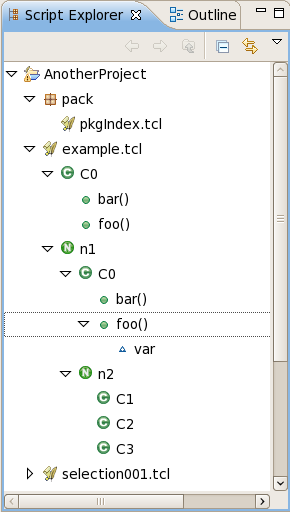 Script Explorer Outline
AnotherProject
pack
pkgIndex.tcl
example.tcl
C C0
bar()
foo()
N n1
C C0
bar()
foo()
var
N n2
C C1
C C2
C C3
selection001.tcl